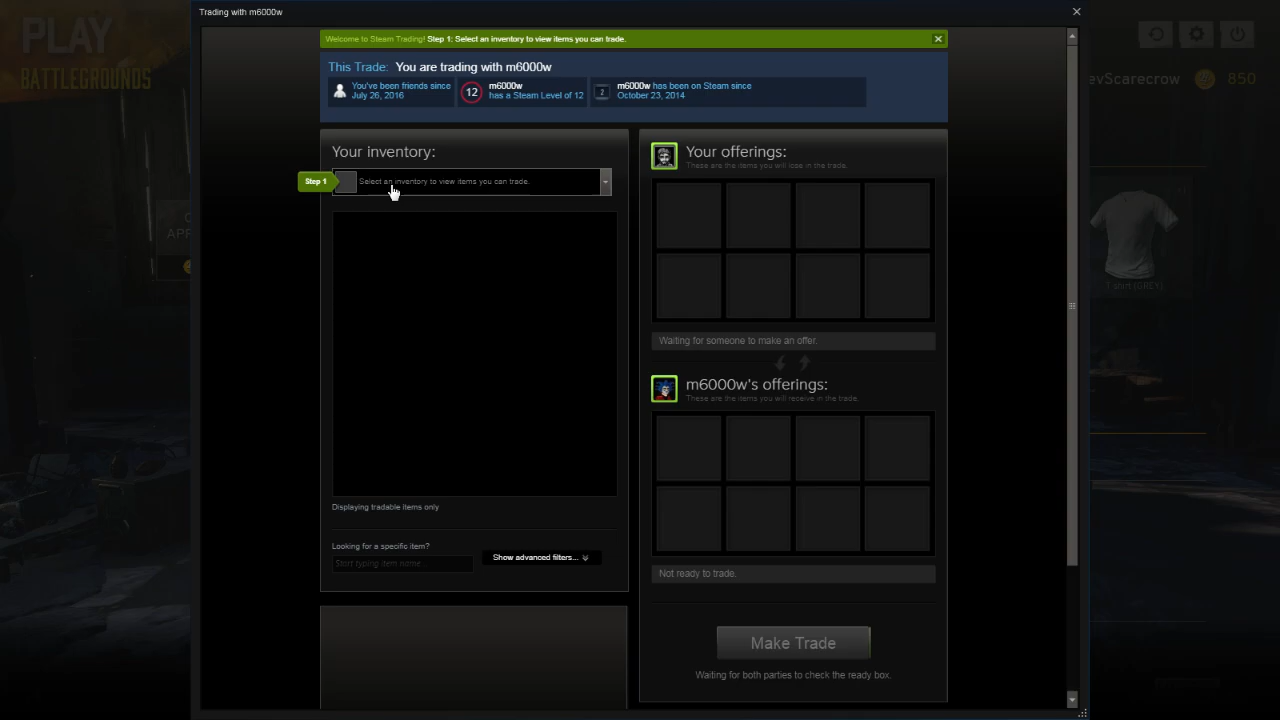 Trading with m6000w
PLAY
BATTLEGROUNDS
Welcome to Steam Trading! Step 1: Select an inventory to view items you can trade.
This Trade: You are trading with m6000w
You've been friends since
July 26, 2016
12
m6000w
has a Steam Level of 12
2
m6000w has been on Steam since
October 23, 2014
evScarecrow
850
Your inventory:
Step 1
Select an inventory to view items you can trade.
Displaying tradable items only
Looking for a specific item?
Start typing item name...
Show advanced filters...
Your offerings:
These are the items you will lose in the trade.
Waiting for someone to make an offer.
m6000w's offerings:
These are the items you will receive in the trade.
Not ready to trade.
Make Trade
Waiting for both parties to check the ready box.
T-shirt (GREY)